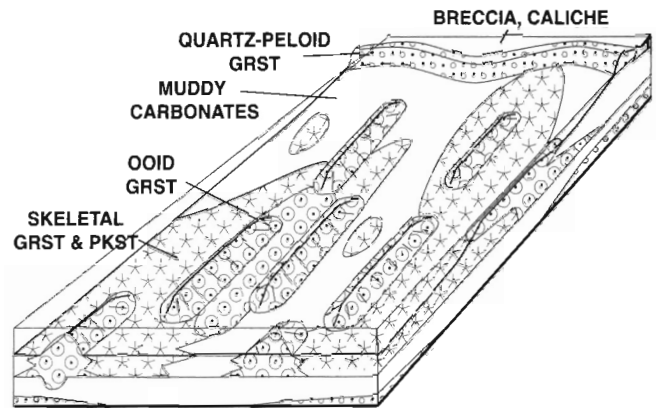 BRECCIA, CALICHE
QUARTZ-PELOID
GRST
MUDDY
CARBONATES
OOID
GRST
SKELETAL
GRST & PKST